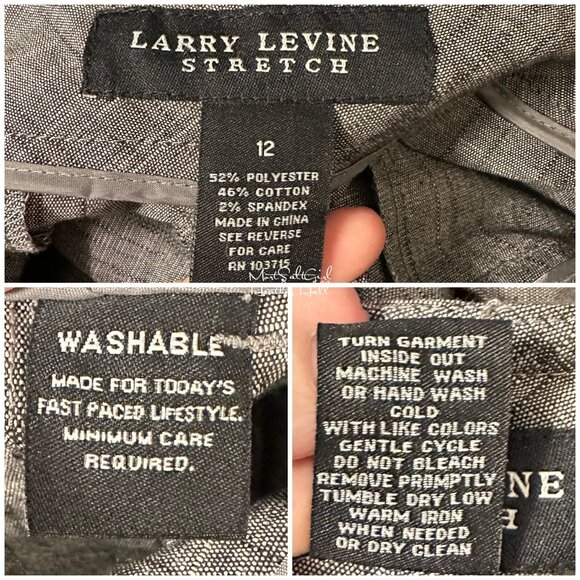 LARRY LEVINE
STRETCH
12
52% POLYESTER
46% COTTON
2% SPANDEX
MADE IN CHINA
SEE REVERSE
FOR CARE
RN 103715
MintSaltGirl
WASHABLE
MADE FOR TODAY'S
FAST PACED LIFESTYLE.
MINIMUM CARE
REQUIRED.
TURN GARMENT
INSIDE OUT
MACHINE WASH
OR HAND WASH
COLD
WITH LIKE COLORS
GENTLE CYCLE
DO NOT BLEACH
REMOVE PROMPTLY
TUMBLE DRY LOW
WARM IRON
WHEN NEEDED
OR DRY CLEAN
NE
H